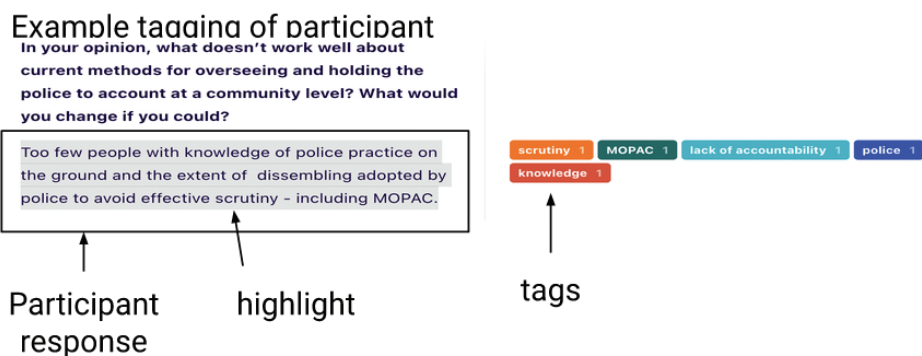 Example tagging of participant
In your opinion, what doesn't work well about
current methods for overseeing and holding the
police to account at a community level? What would
you change if you could?
Too few people with knowledge of police practice on
the ground and the extent of  dissembling adopted by
police to avoid effective scrutiny - including MOPAC.
scrutiny 1 MOPAC 1 lack of accountability 1 police 1
knowledge 1
Participant
response
highlight
tags